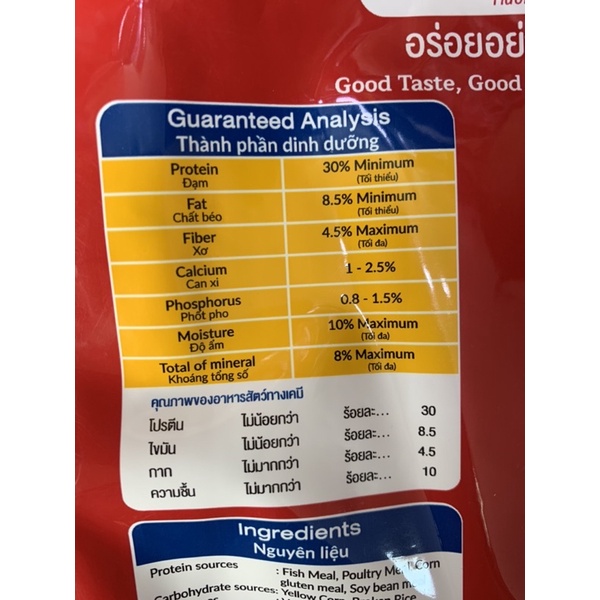 อร่อยอย่
Good Taste, Good
Guaranteed Analysis
Thành phần dinh dưỡng
Protein 30% Minimum
Đạm (Tối thiểu)
Fat 8.5% Minimum
Chất béo (Tối thiểu)
Fiber 4.5% Maximum
Xơ (Tối đa)
Calcium 1 - 2.5%
Can xi
Phosphorus 0.8 - 1.5%
Phốt pho
Moisture 10% Maximum
Độ ẩm (Tối đa)
Total of mineral 8% Maximum
Khoáng tổng số (Tối đa)
คุณภาพของอาหารสัตว์ทางเคมี
โปรตีน ไม่น้อยกว่า ร้อยละ... 30
ไขมัน ไม่น้อยกว่า ร้อยละ... 8.5
กาก ไม่มากกว่า ร้อยละ... 4.5
ความชื้น ไม่มากกว่า ร้อยละ... 10
Ingredients
Nguyên liệu
Protein sources : Fish Meal, Poultry Meal, Corn
gluten meal, Soy bean
Carbohydrate sources: Yellow Corn, Broken Rice